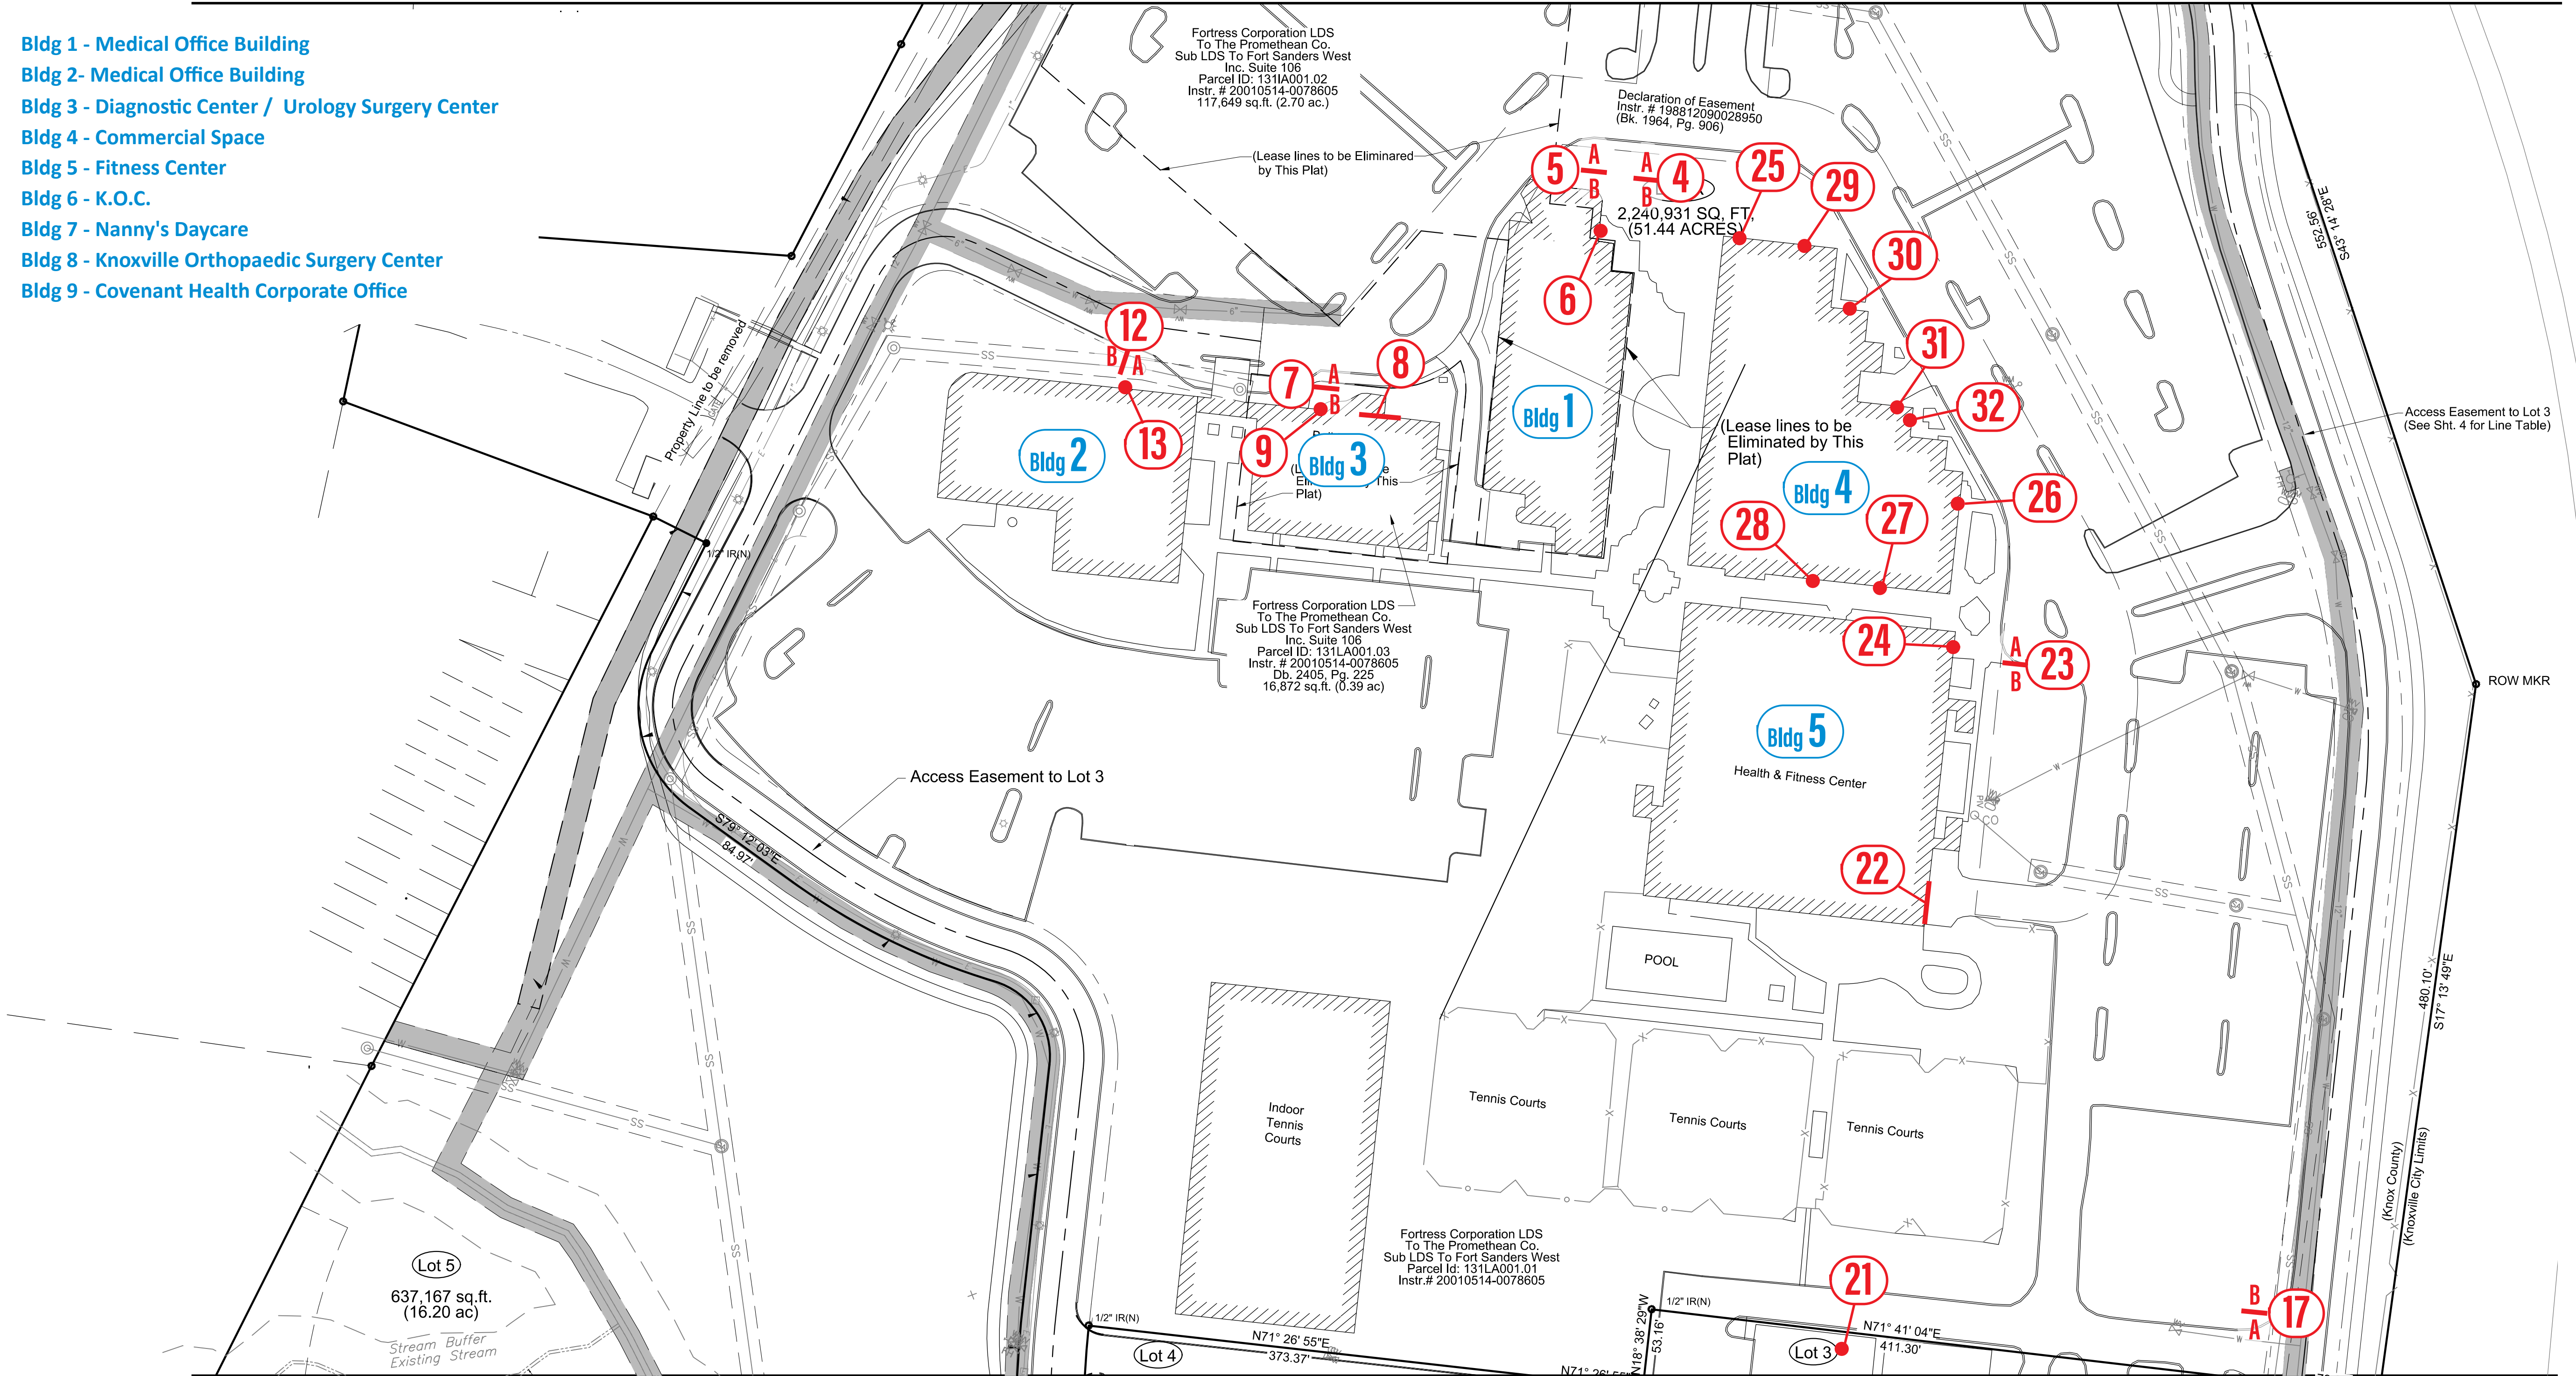 Bldg 1 - Medical Office Building
Bldg 2- Medical Office Building
Bldg 3 - Diagnostic Center / Urology Surgery Center
Bldg 4 - Commercial Space
Bldg 5 - Fitness Center
Bldg 6 - K.O.C.
Bldg 7 - Nanny's Daycare
Bldg 8 - Knoxville Orthopaedic Surgery Center
Bldg 9 - Covenant Health Corporate Office
Fortress Corporation LDS
To The Promethean Co.
Sub LDS To Fort Sanders West
Inc. Suite 106
Parcel ID: 131IA001.02
Instr. # 20010514-0078605
117,649 sq.ft. (2.70 ac.)
Declaration of Easement
Instr. # 198812090028950
(Bk. 1964, Pg. 906)
(Lease lines to be Eliminared
by This Plat)
5
A
B
A
B
4
25
29
2,240,931 SQ, FT,
(51.44 ACRES)
552.56'
S43° 14' 28"E
30
6
12
B
A
7
A
B
8
31
32
Property Line to be removed
13
9
Bldg 1
Bldg 2
Bldg 3
This
Plat)
(Lease lines to be
Eliminated by This
Plat)
Bldg 4
Access Easement to Lot 3
(See Sht. 4 for Line Table)
26
27
28
1/2" IR(N)
Fortress Corporation LDS
To The Promethean Co.
Sub LDS To Fort Sanders West
Inc. Suite 106
Parcel ID: 131LA001.03
Instr. # 20010514-0078605
Db. 2405, Pg. 225
16,872 sq.ft. (0.39 ac)
24
A
B
23
ROW MKR
Bldg 5
Health & Fitness Center
Access Easement to Lot 3
S79° 12' 03"E
84.97'
CO
22
POOL
480.10'
S17° 13' 49"E
Indoor
Tennis
Courts
Tennis Courts
Tennis Courts
Tennis Courts
(Knox County)
(Knoxville City Limits)
Fortress Corporation LDS
To The Promethean Co.
Sub LDS To Fort Sanders West
Parcel Id: 131LA001.01
Instr.# 20010514-0078605
Lot 5
637,167 sq.ft.
(16.20 ac)
Stream Buffer
Existing Stream
21
B
A
17
1/2" IR(N)
N71° 26' 55"E
373.37'
Lot 4
N18° 38' 29"W
53.16'
1/2" IR(N)
N71° 41' 04"E
411.30'
Lot 3